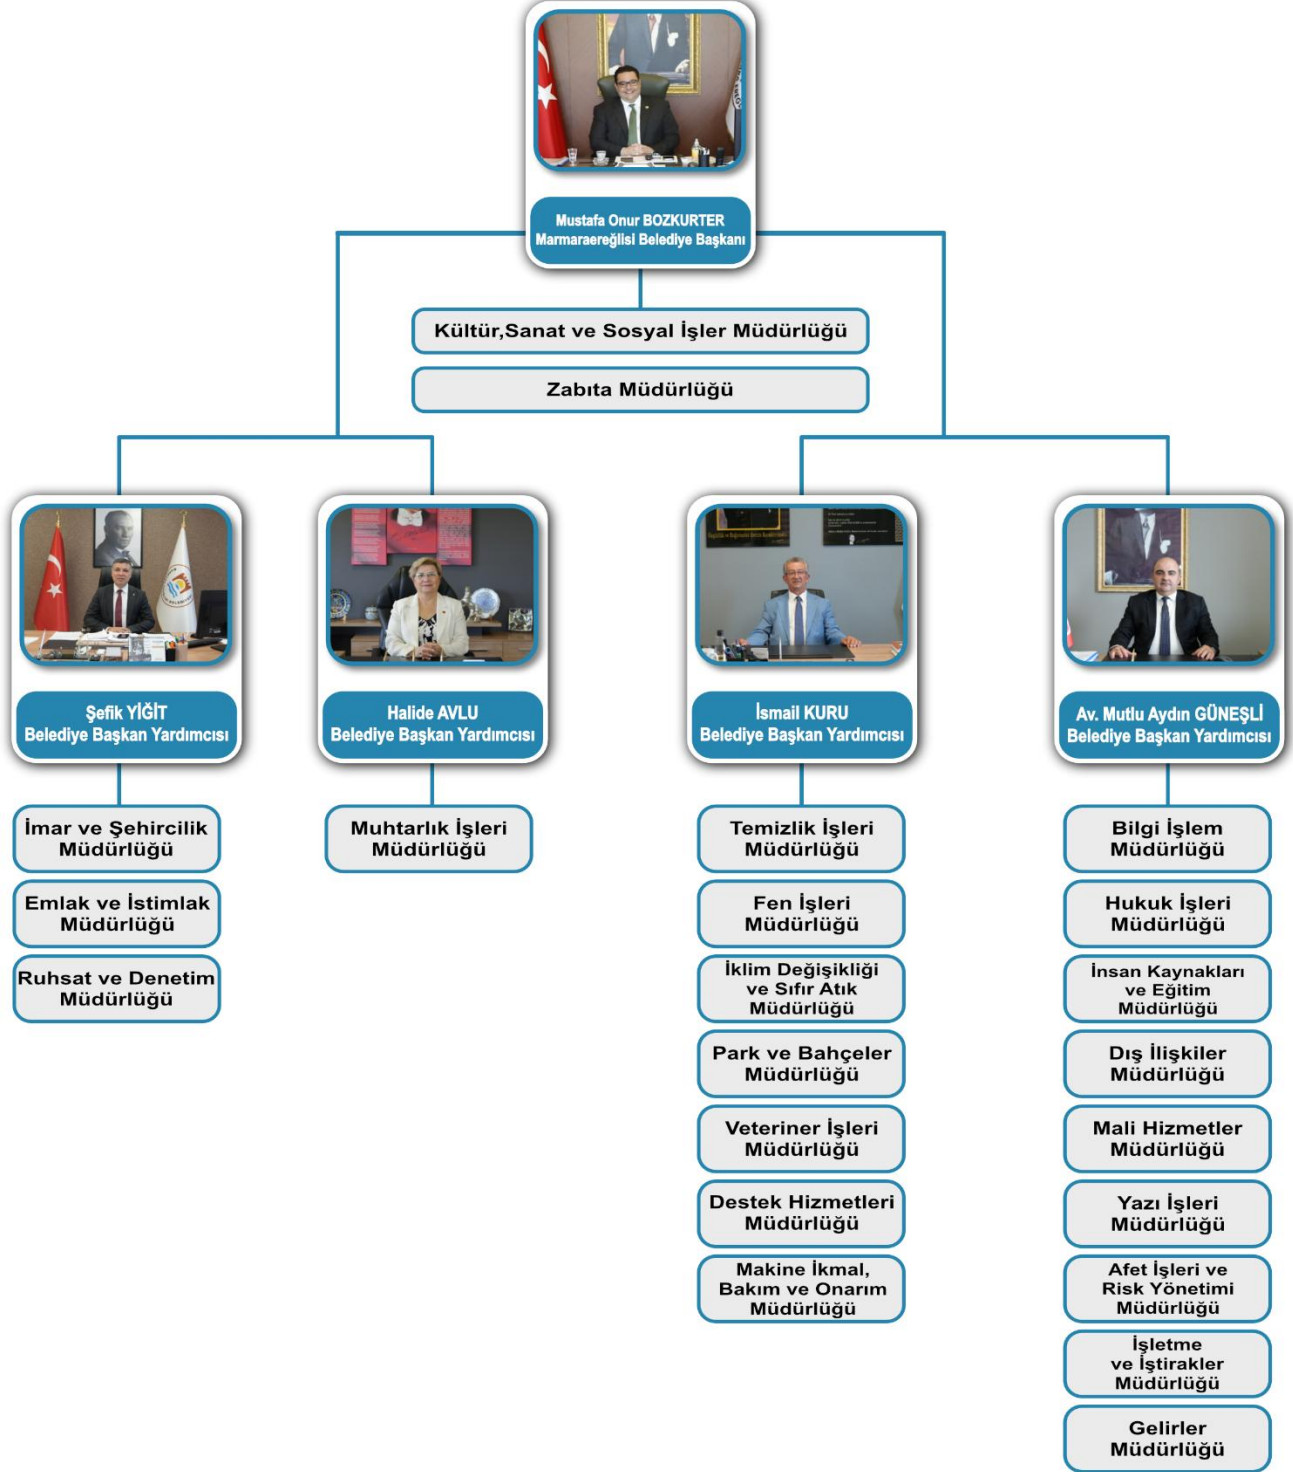 Mustafa Onur BOZKURTER
Marmaraereğlisi Belediye Başkanı
Kültür,Sanat ve Sosyal İşler Müdürlüğü
Zabıta Müdürlüğü
Şefik YİĞİT
Belediye Başkan Yardımcısı
İmar ve Şehircilik
Müdürlüğü
Emlak ve İstimlak
Müdürlüğü
Ruhsat ve Denetim
Müdürlüğü
Halide AVLU
Belediye Başkan Yardımcısı
Muhtarlık İşleri
Müdürlüğü
İsmail KURU
Belediye Başkan Yardımcısı
Temizlik İşleri
Müdürlüğü
Fen İşleri
Müdürlüğü
İklim Değişikliği
ve Sıfır Atık
Müdürlüğü
Park ve Bahçeler
Müdürlüğü
Veteriner İşleri
Müdürlüğü
Destek Hizmetleri
Müdürlüğü
Makine İkmal,
Bakım ve Onarım
Müdürlüğü
Av. Mutlu Aydın GÜNEŞLİ
Belediye Başkan Yardımcısı
Bilgi İşlem
Müdürlüğü
Hukuk İşleri
Müdürlüğü
İnsan Kaynakları
ve Eğitim
Müdürlüğü
Dış İlişkiler
Müdürlüğü
Mali Hizmetler
Müdürlüğü
Yazı İşleri
Müdürlüğü
Afet İşleri ve
Risk Yönetimi
Müdürlüğü
İşletme
ve İştirakler
Müdürlüğü
Gelirler
Müdürlüğü